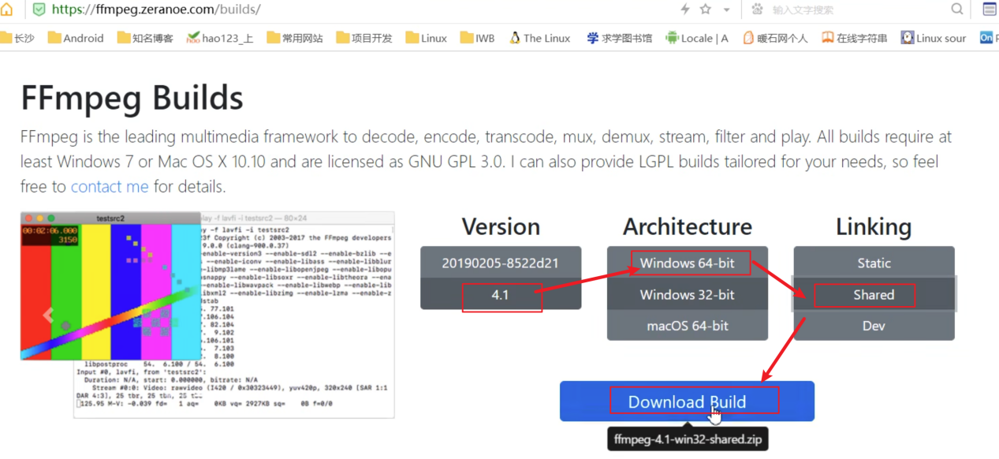 https://ffmpeg.zeranoe.com/builds/
输入文字搜索
长沙 Android 知名博客 hao123_上 常用网站 项目开发 Linux IWB The Linux 求学图书馆 Locale | A 暖石网个人 在线字符串 Linux sour On
FFmpeg Builds
FFmpeg is the leading multimedia framework to decode, encode, transcode, mux, demux, stream, filter and play. All builds require at
least Windows 7 or Mac OS X 10.10 and are licensed as GNU GPL 3.0. I can also provide LGPL builds tailored for your needs, so feel
free to contact me for details.
testsrc2
lay -f lavfi -i testsrc2 — 80×24
00:02:06.000
3150
ay -f lavfi -i testsrc2
3f Copyright (c) 2003-2017 the FFmpeg developers
9.0.0 (clang-900.0.37)
enable-version3 --enable-sdl2 --enable-bzlib --e
s --enable-iconv --enable-libass --enable-libblur
-libmp3lame --enable-libopenjpeg --enable-libopu
snappy --enable-libsoxr --enable-libtheora --ena
enable-libwavpack --enable-libwebp --enable-lib
ibxml2 --enable-libzimg --enable-lzma --enable-z
dstab
. 77.101
.106.104
. 82.104
. 9.102
.106.101
. 7.103
. 8.100
libpostproc 54. 6.100 / 54. 6.100
Input #0, lavfi, from 'testsrc2':
Duration: N/A, start: 0.000000, bitrate: N/A
Stream #0:0: Video: rawvideo (I420 / 0x30323449), yuv420p, 320x240 [SAR 1:1
DAR 4:3], 25 tbr, 25 tbn, 25
125.95 M-V: -0.039 fd= 1 aq= 0KB vq= 2927KB sq= 0B f=0/0
Version
20190205-8522d21
4.1
Architecture
Windows 64-bit
Windows 32-bit
macOS 64-bit
Linking
Static
Shared
Dev
Download Build
ffmpeg-4.1-win32-shared.zip